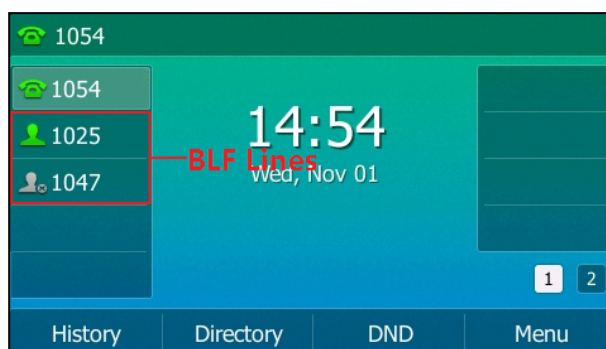 1054
1054
1025
1047
BLF Lines
14:54
Wed, Nov 01
1 2
History Directory DND Menu